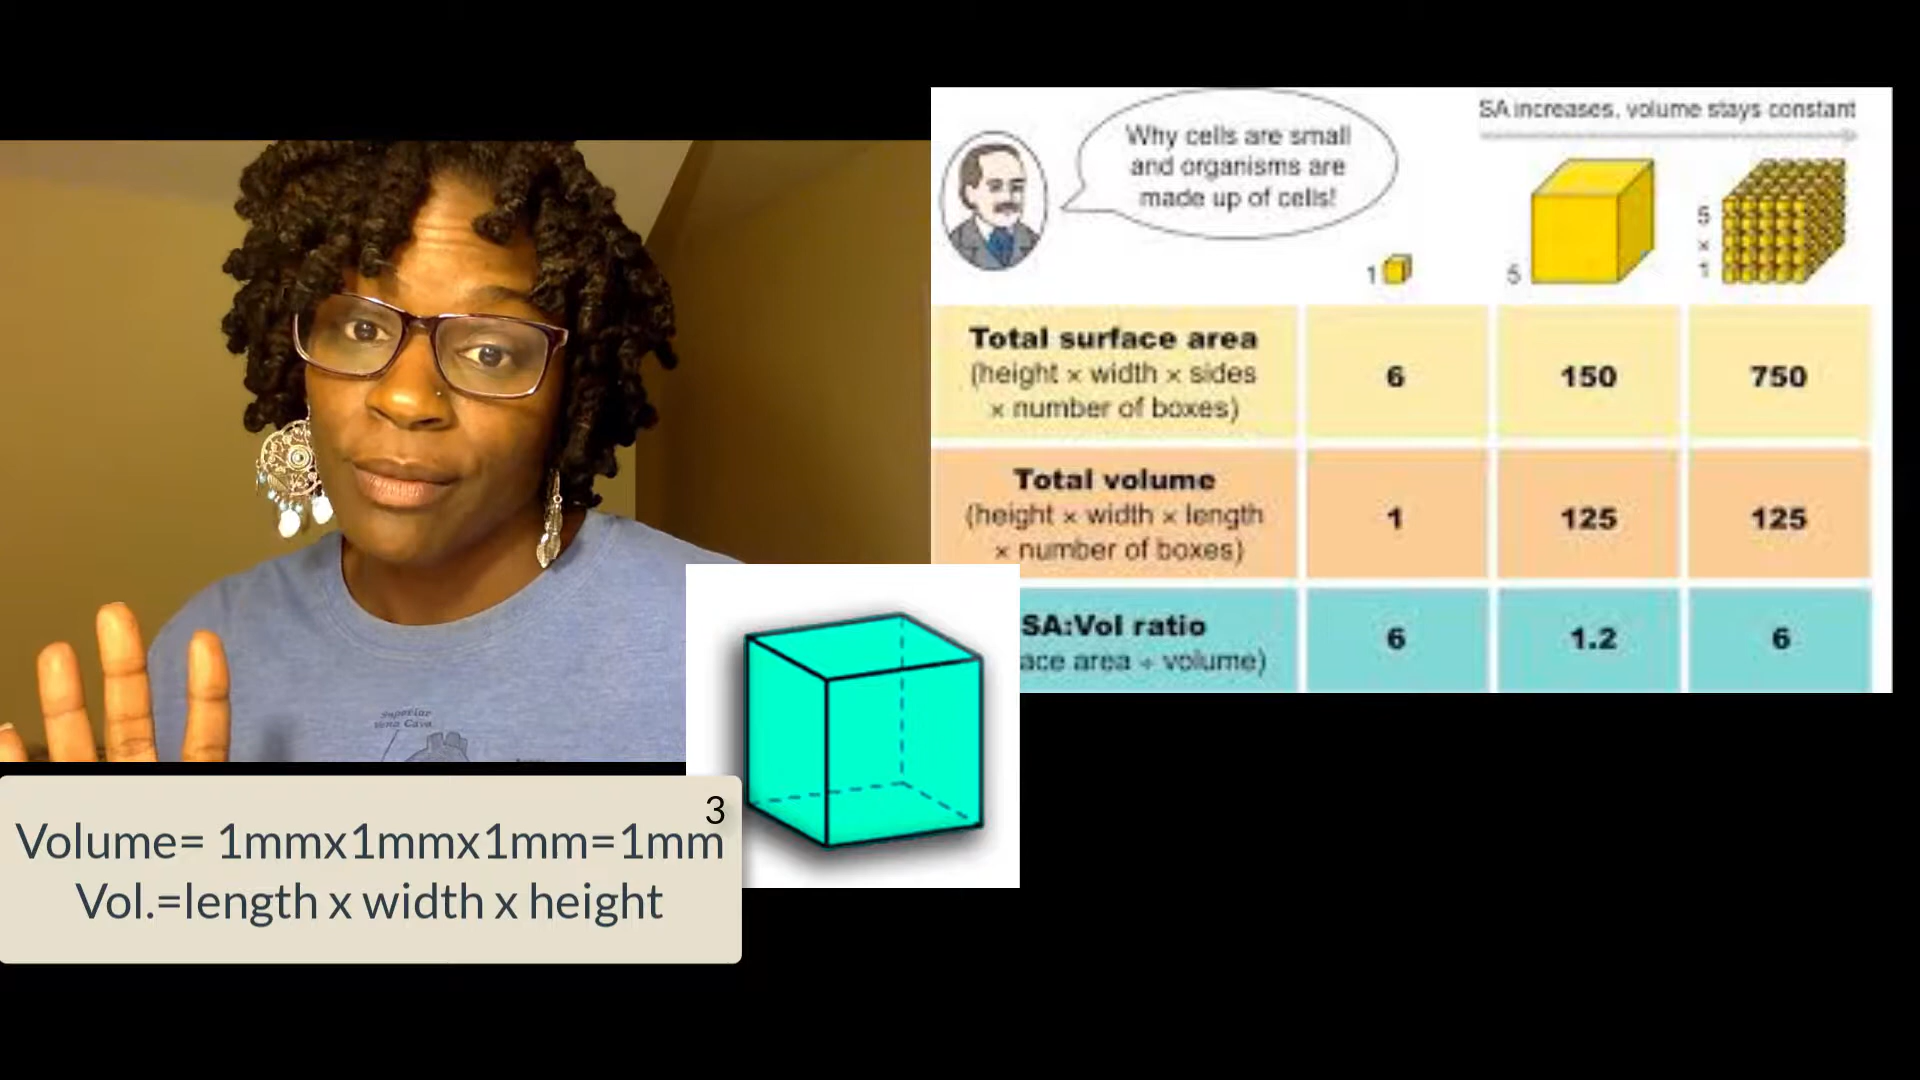 SA increases, volume stays constant
Why cells are small
and organisms are
made up of cells!
1
5
5
x
1
Total surface area
(height × width × sides
× number of boxes)
6
150
750
Total volume
(height × width × length
× number of boxes)
1
125
125
SA:Vol ratio
ace area ÷ volume)
6
1.2
6
Superior
Vena Cava
3
Volume= 1mmx1mmx1mm=1mm
Vol.=length x width x height